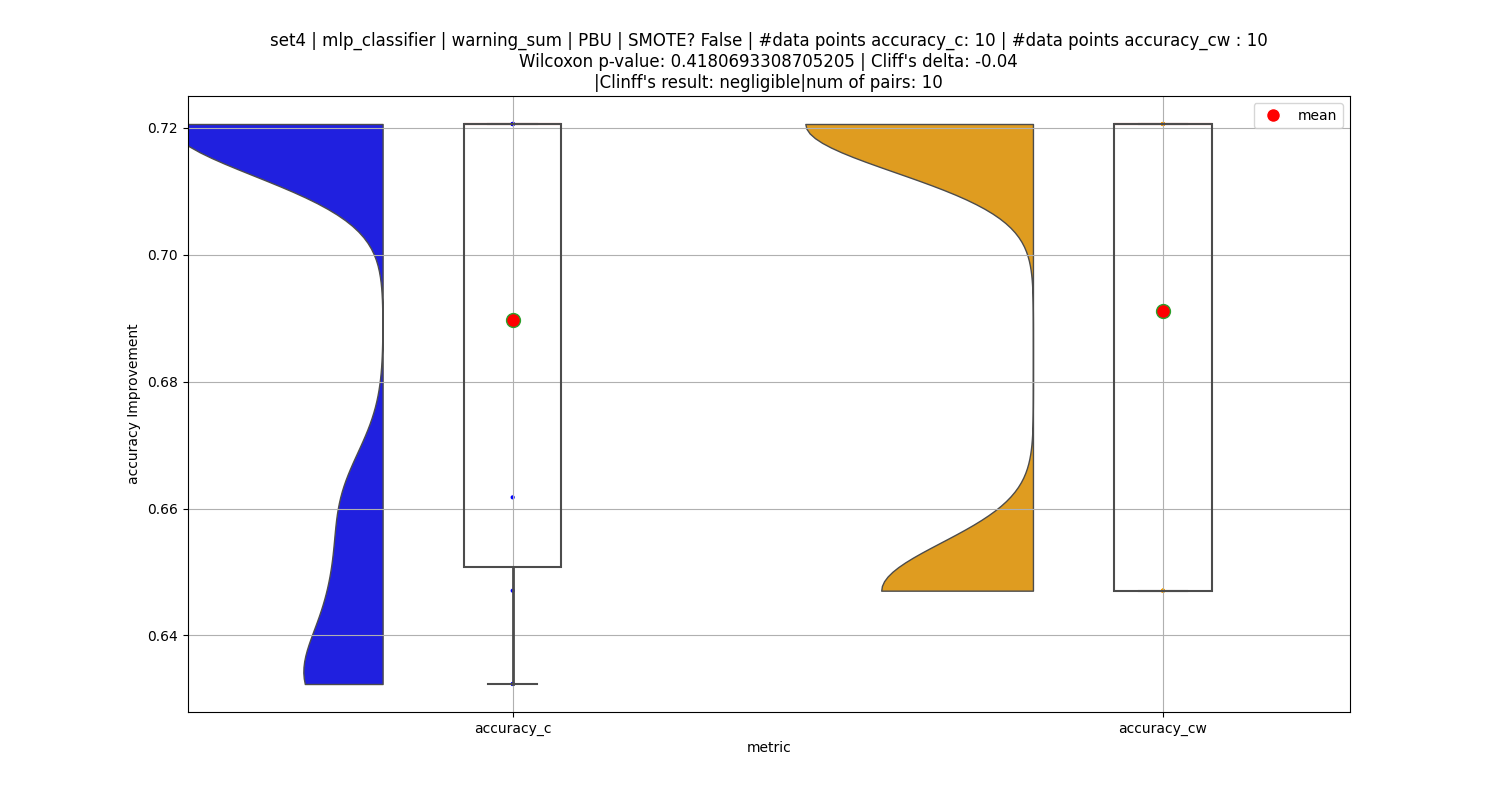 set4 | mlp_classifier | warning_sum | PBU | SMOTE? False | #data points accuracy_c: 10 | #data points accuracy_cw : 10
Wilcoxon p-value: 0.4180693308705205 | Cliff's delta: -0.04
|Clinff's result: negligible|num of pairs: 10
mean
0.72
0.70
0.68
0.66
0.64
accuracy Improvement
accuracy_c
accuracy_cw
metric